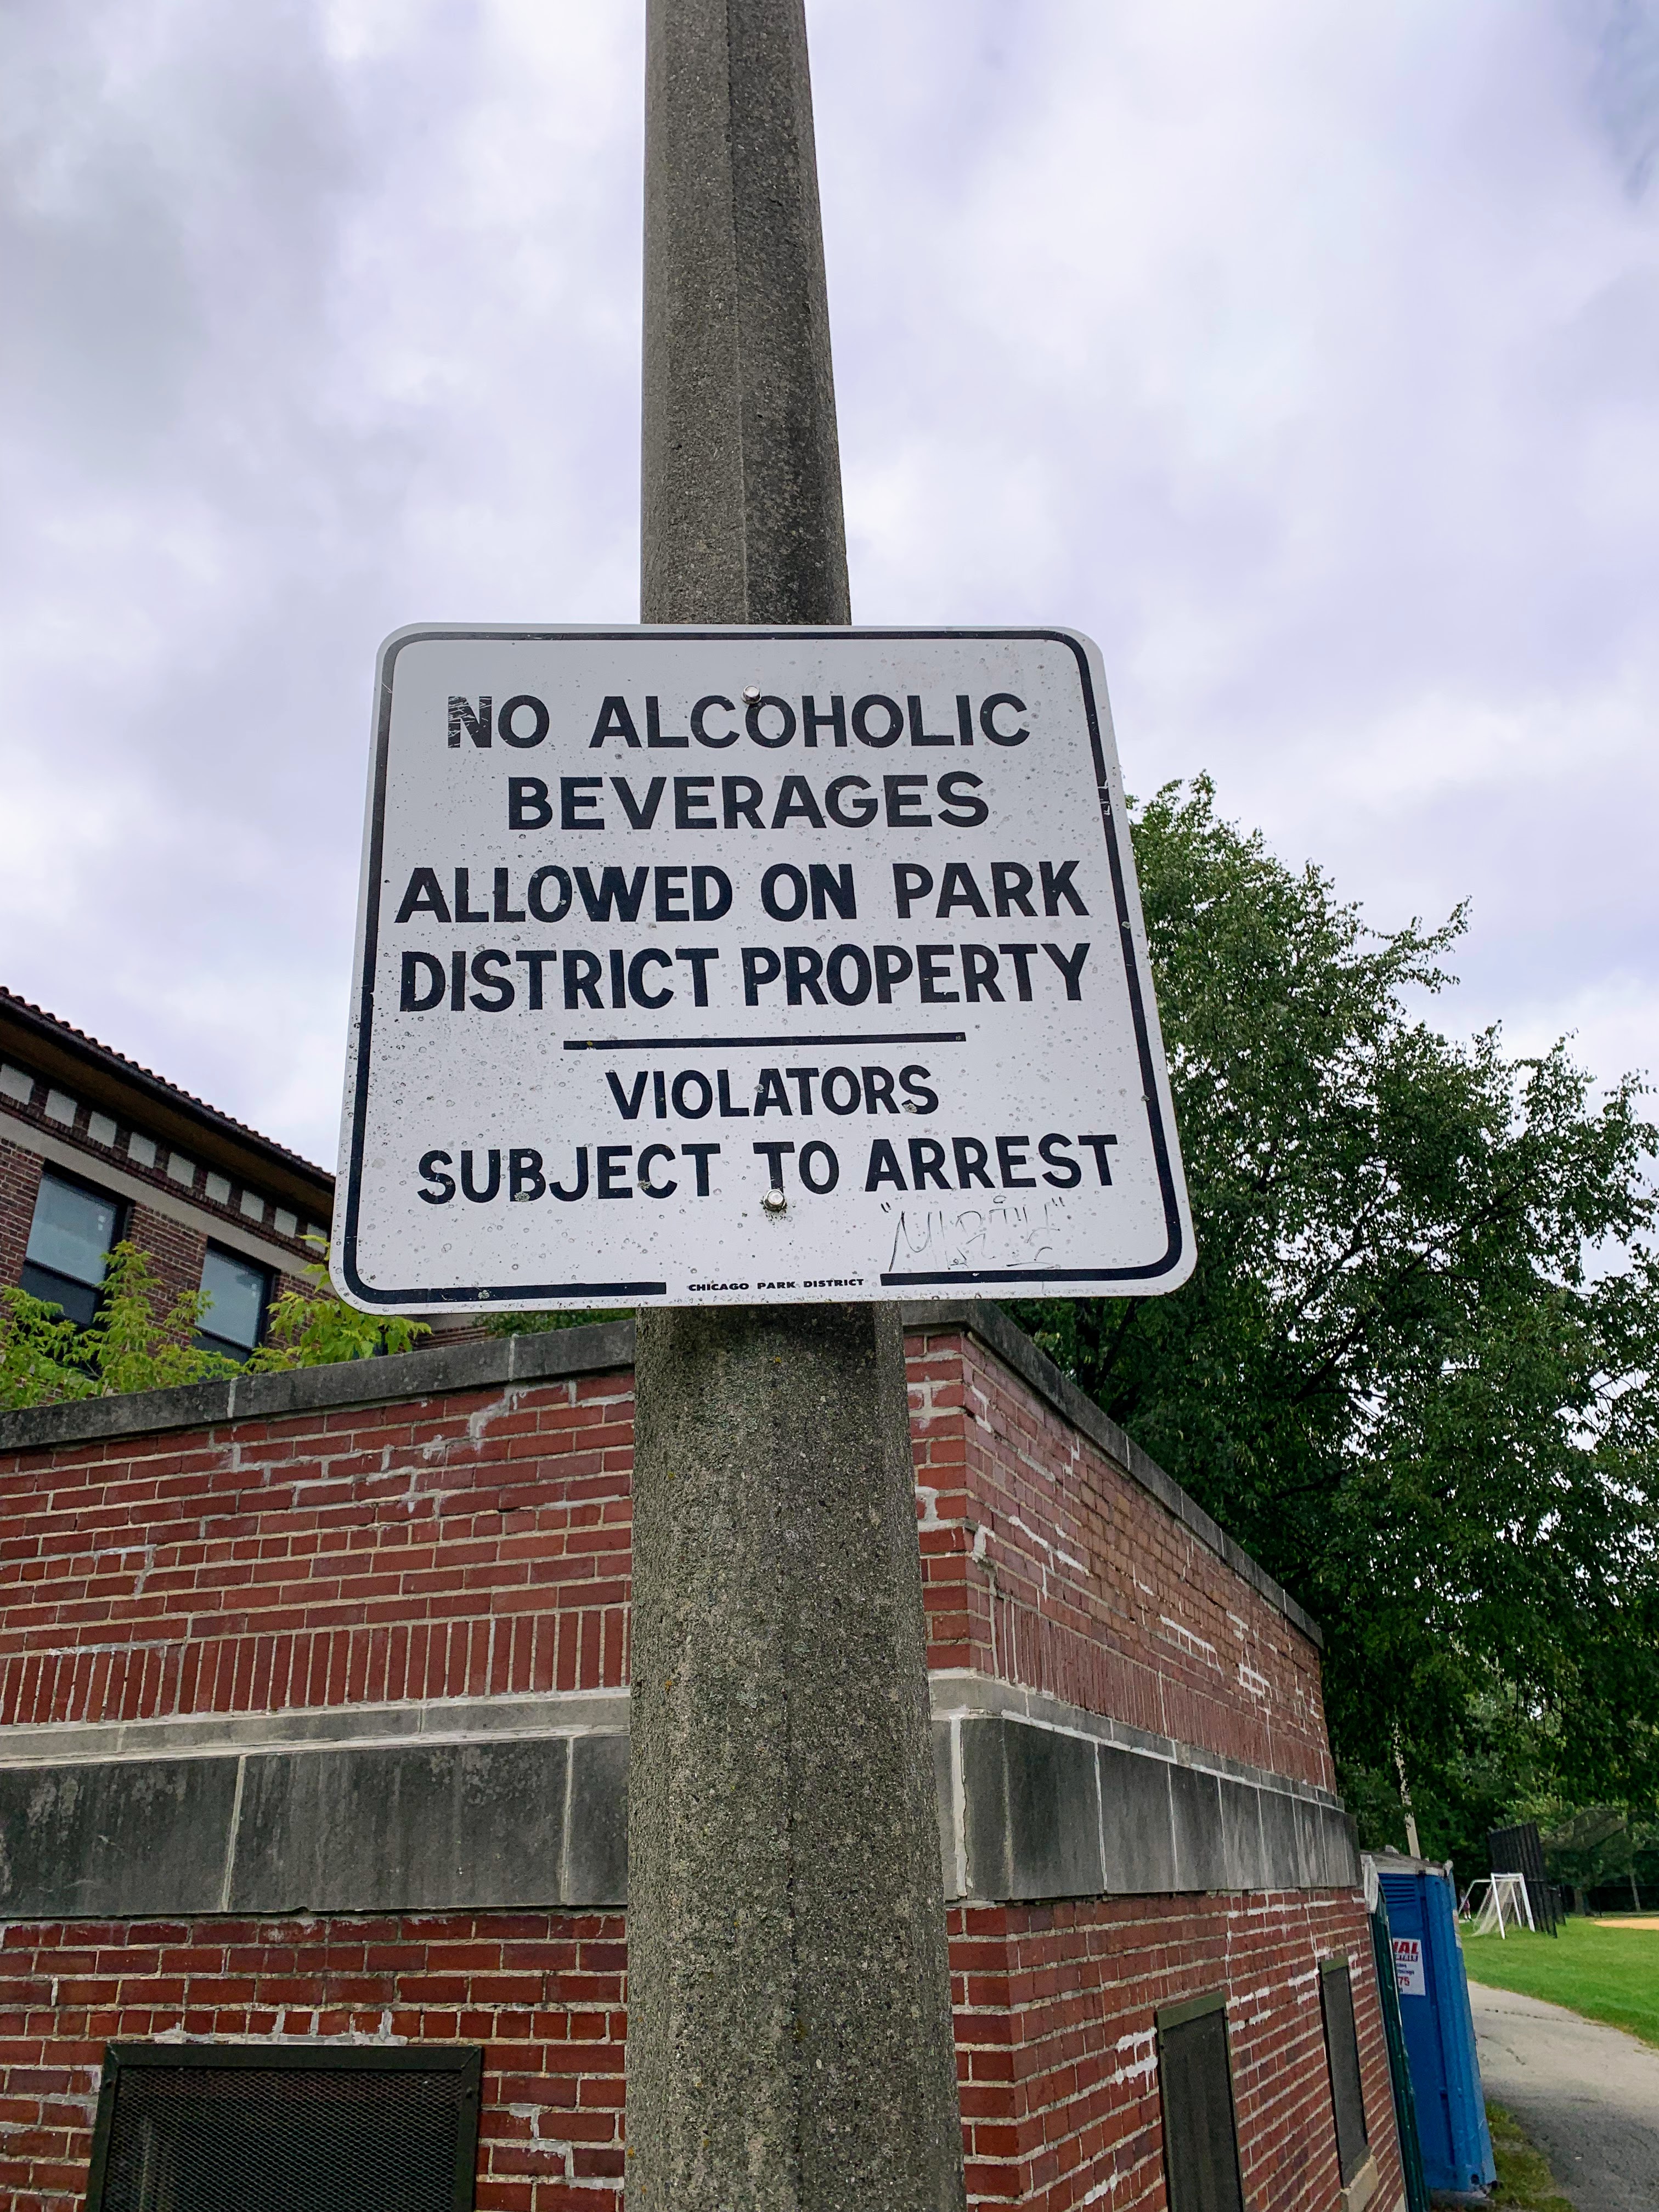 NO ALCOHOLIC
BEVERAGES
ALLOWED ON PARK
DISTRICT PROPERTY
VIOLATORS
SUBJECT TO ARREST
CHICAGO PARK DISTRICT